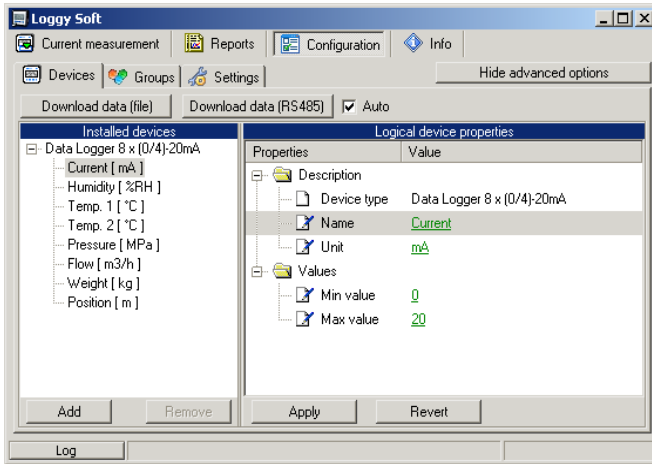 Loggy Soft
Current measurement Reports Configuration Info
Devices Groups Settings Hide advanced options
Download data (file) Download data (RS485) Auto
Installed devices Logical device properties
Data Logger 8 x (0/4)-20mA
Current [ mA ]
Humidity [ %RH ]
Temp. 1 [ °C ]
Temp. 2 [ °C ]
Pressure [ MPa ]
Flow [ m3/h ]
Weight [ kg ]
Position [ m ]
Properties Value
Description
Device type Data Logger 8 x (0/4)-20mA
Name Current
Unit mA
Values
Min value 0
Max value 20
Add Remove Apply Revert
Log